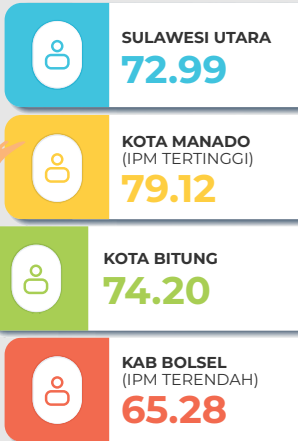 SULAWESI UTARA
72.99
KOTA MANADO
(IPM TERTINGGI)
79.12
KOTA BITUNG
74.20
KAB BOLSEL
(IPM TERENDAH)
65.28